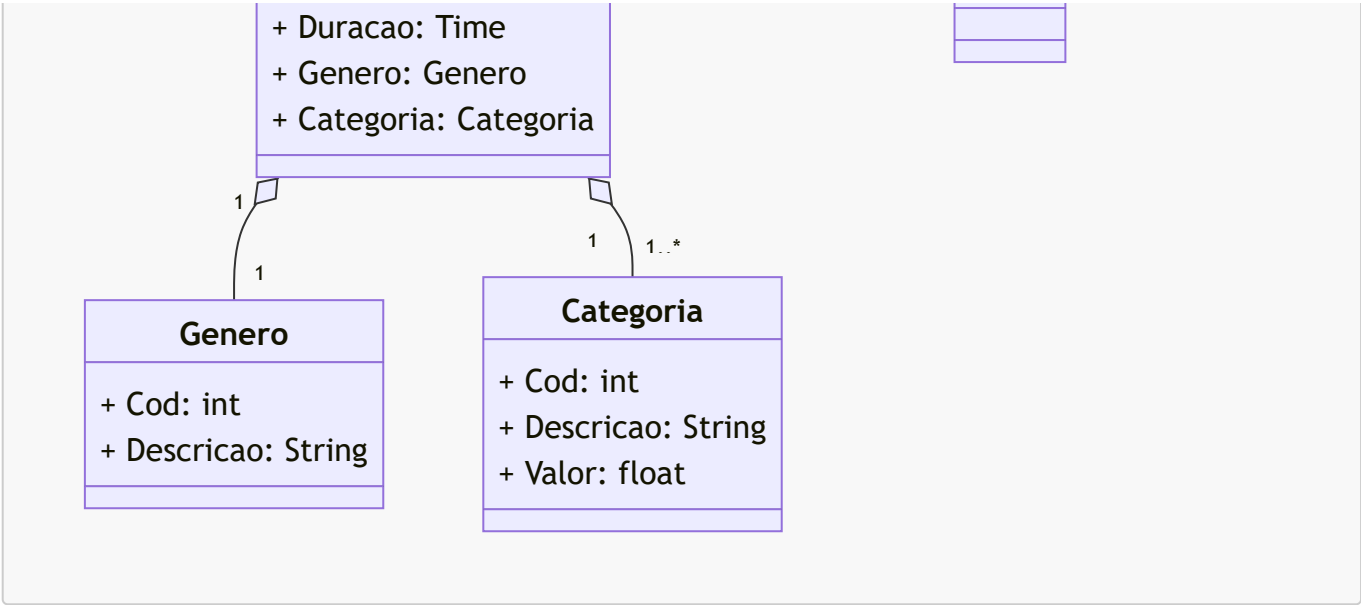 + Duracao: Time
+ Genero: Genero
+ Categoria: Categoria
1
1
1..*
1
Genero
+ Cod: int
+ Descricao: String
Categoria
+ Cod: int
+ Descricao: String
+ Valor: float